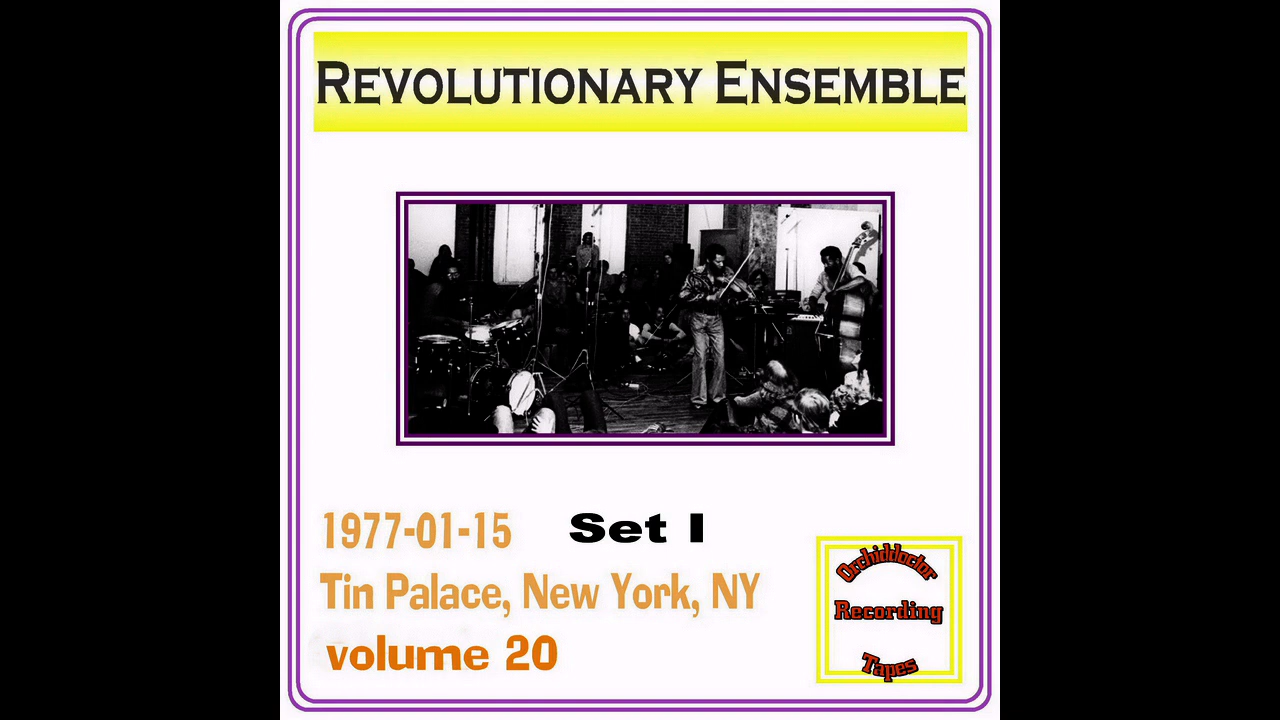 REVOLUTIONARY ENSEMBLE
1977-01-15 Set I
Tin Palace, New York, NY
volume 20
Orchiddoctor
Recording
Tapes